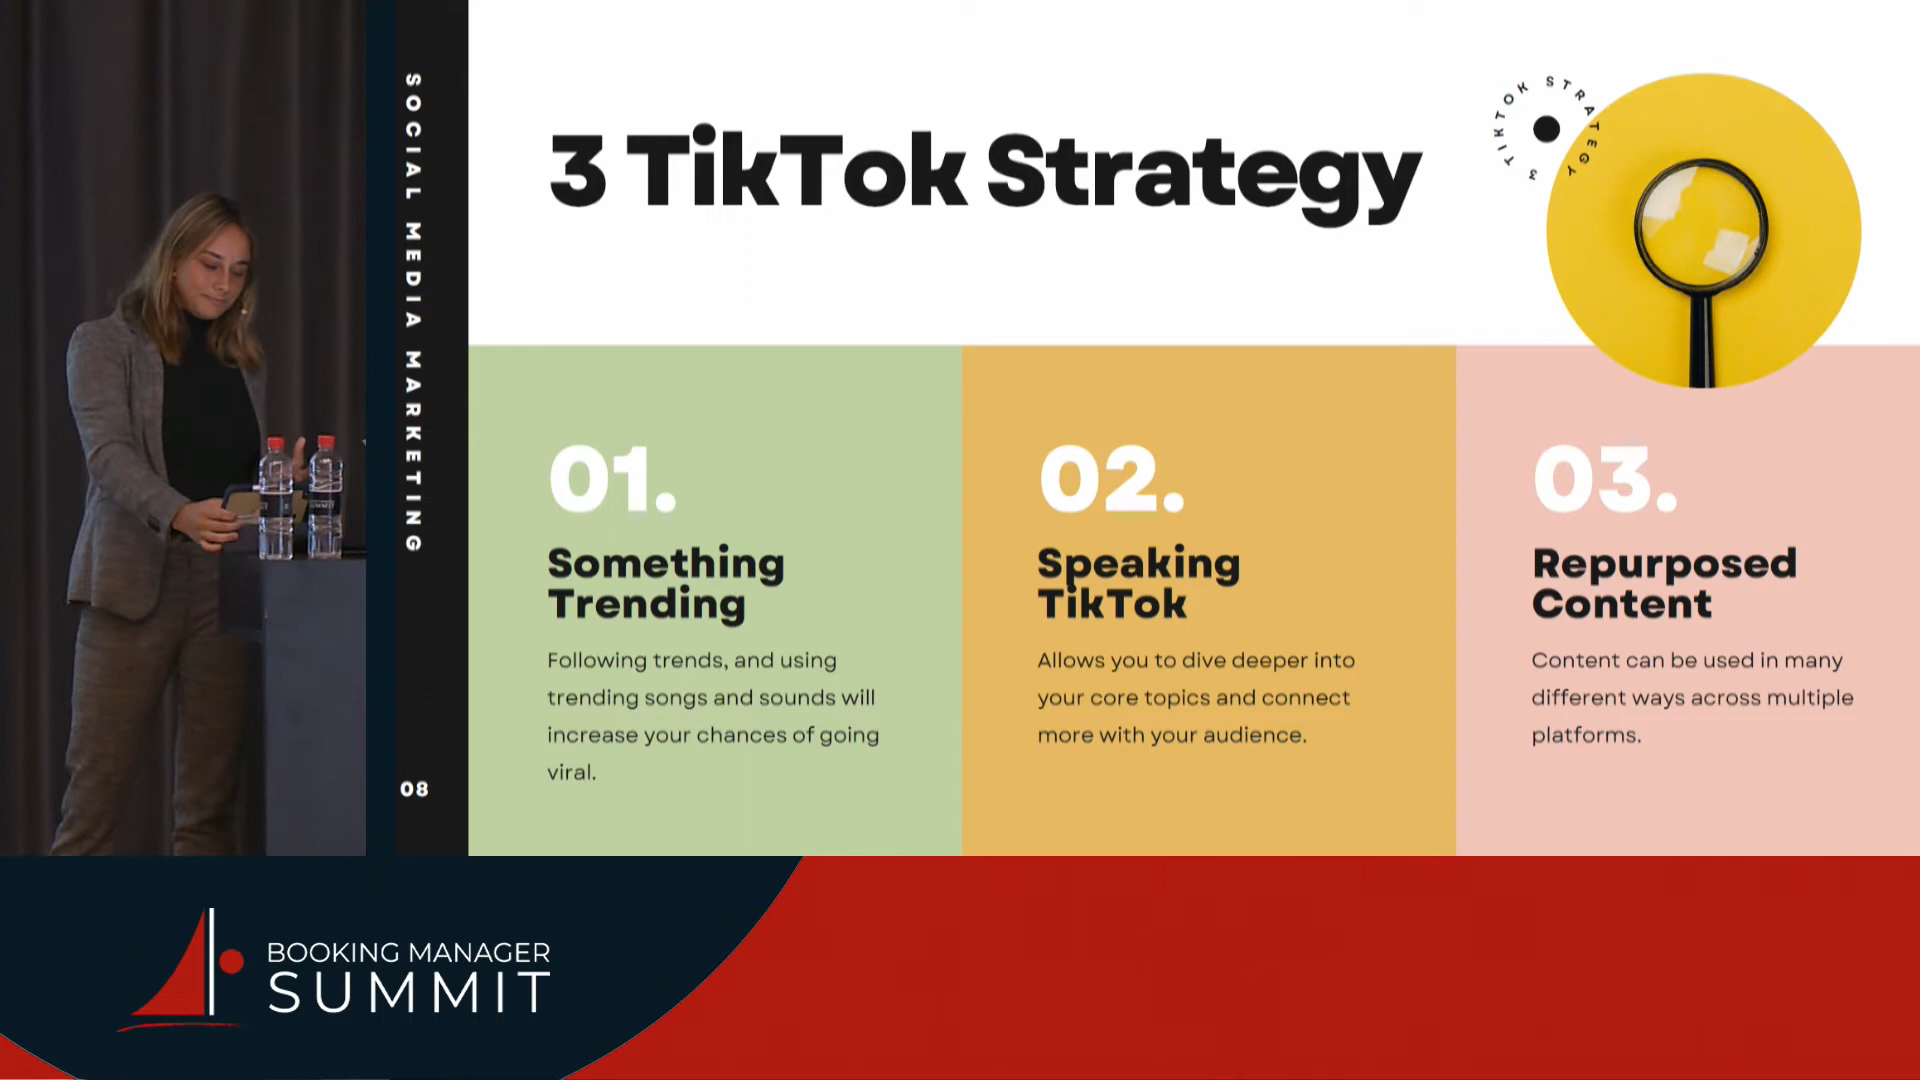 SOCIAL MEDIA MARKETING
08
3 TikTok Strategy
3 TIKTOK STRATEGY
01.
Something
Trending
Following trends, and using
trending songs and sounds will
increase your chances of going
viral.
02.
Speaking
TikTok
Allows you to dive deeper into
your core topics and connect
more with your audience.
03.
Repurposed
Content
Content can be used in many
different ways across multiple
platforms.
BOOKING MANAGER
SUMMIT